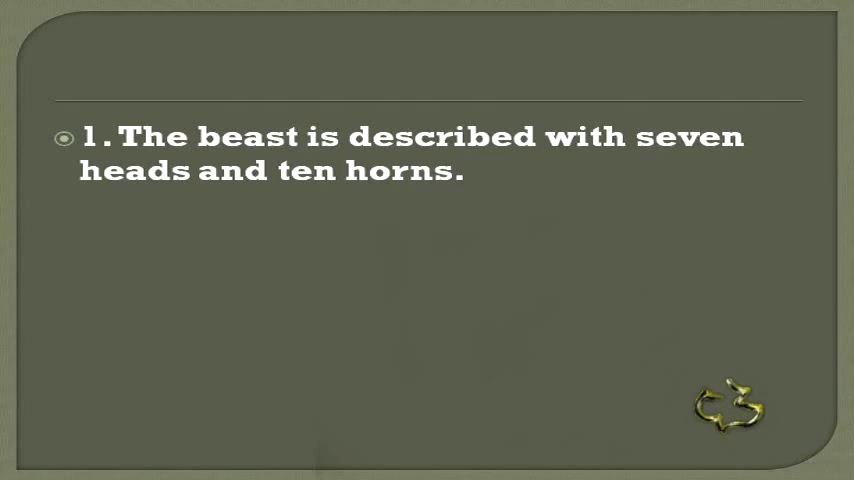 1. The beast is described with seven
heads and ten horns.